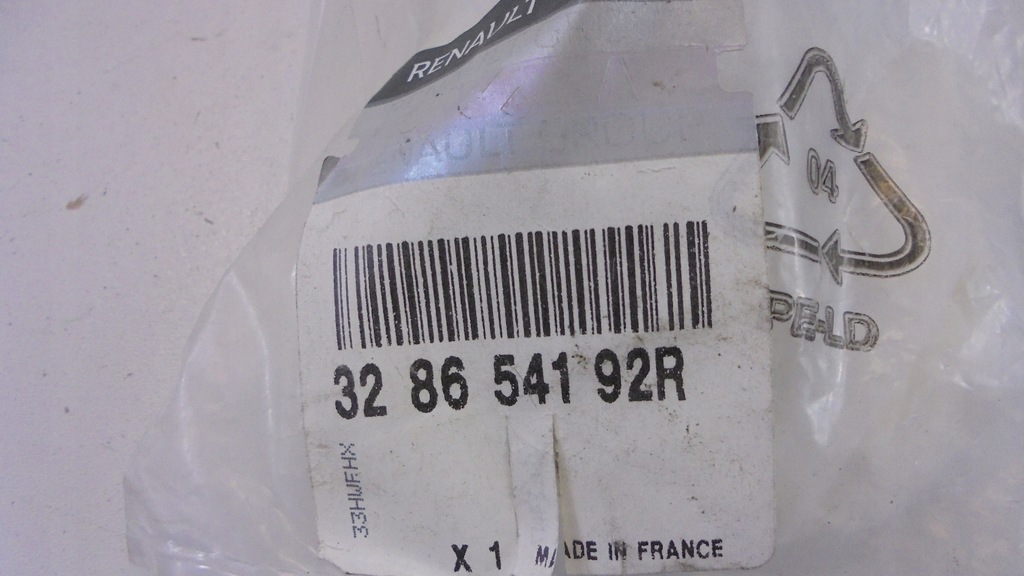 RENAULT
32 86 541 92R
33HWFHX
X 1 MADE IN FRANCE
04
PE-LD